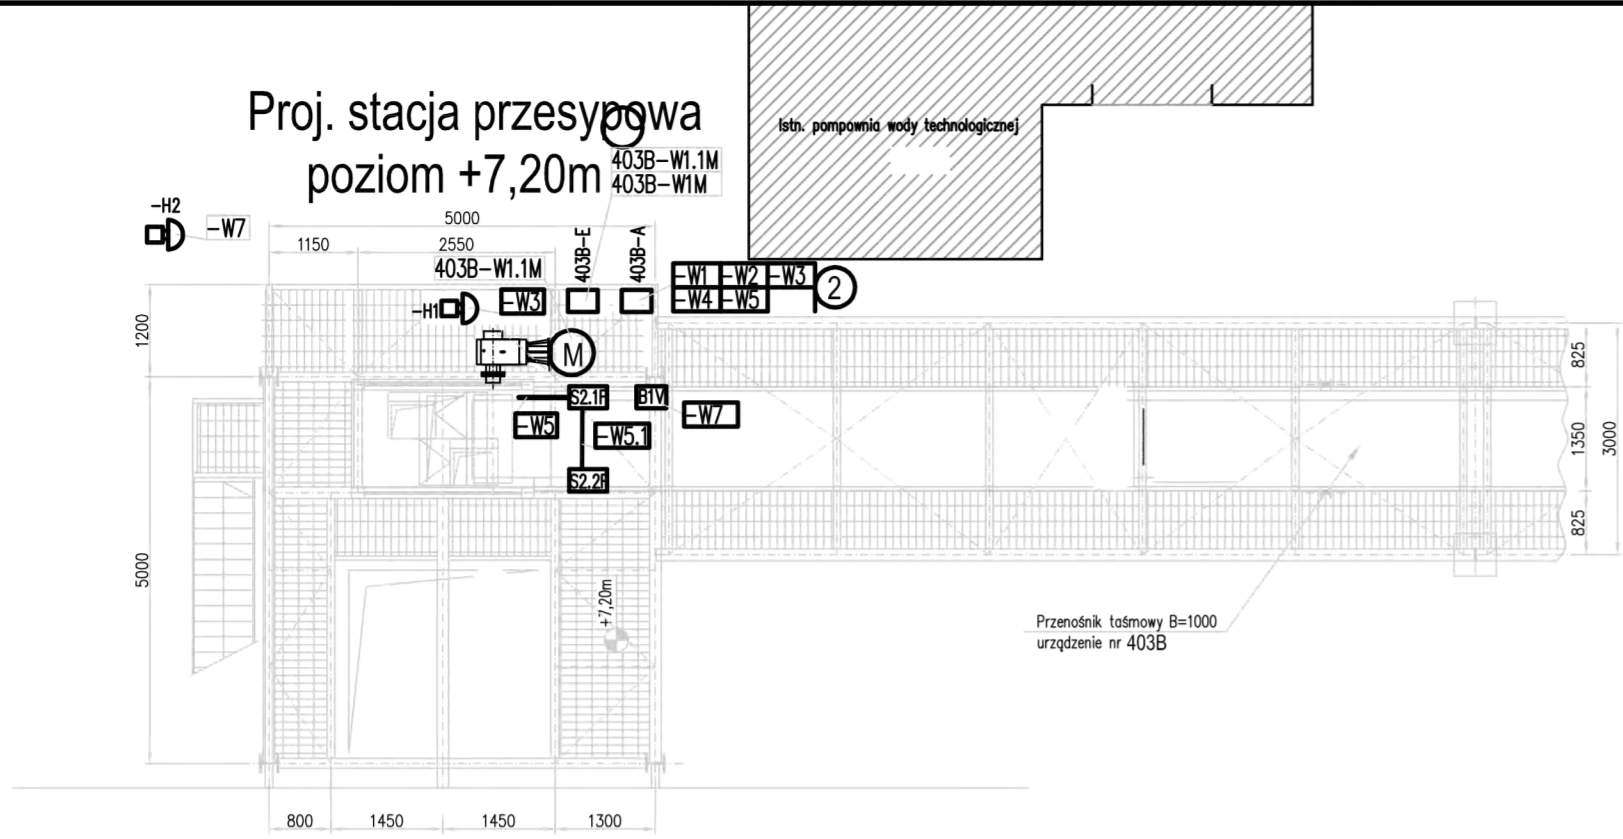 Proj. stacja przesypowa
poziom +7,20m
Istn. pompownia wody technologicznej
403B-W1.1M
403B-W1M
-H2
-W7
5000
1150
2550
403B-E
403B-A
403B-W1.1M
-W1 -W2 -W3
-W4 -W5
2
-H1
-W3
1200
M
825
S2.1P
B1V
-W7
-W5
-W5.1
1350
3000
S2.2P
825
5000
+7,20m
Przenośnik taśmowy B=1000
urządzenie nr 403B
800
1450
1450
1300